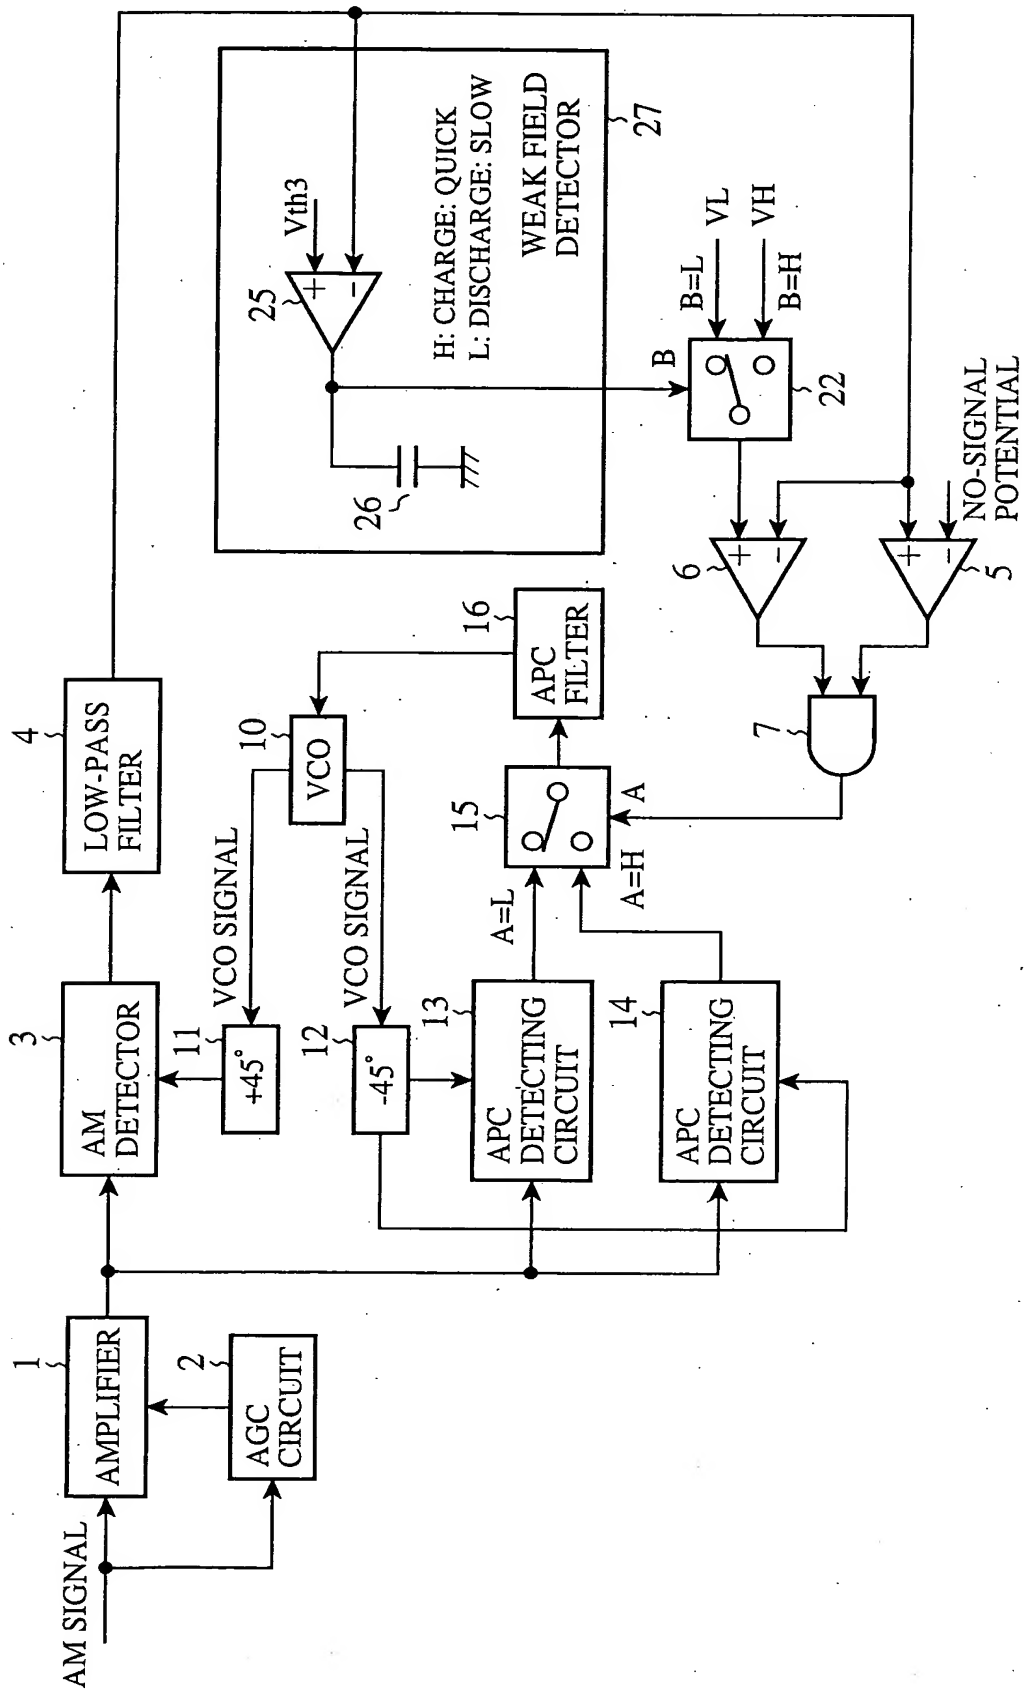 AM SIGNAL
1
AMPLIFIER
2
AGC
CIRCUIT
3
AM
DETECTOR
4
LOW-PASS
FILTER
11
+45°
VCO SIGNAL
10
VCO
12
-45°
VCO SIGNAL
13
APC
DETECTING
CIRCUIT
A=L
14
APC
DETECTING
CIRCUIT
A=H
15
A
16
APC
FILTER
7
6
+
-
5
+
-
NO-SIGNAL
POTENTIAL
22
B
B=L
VL
B=H
VH
25
+
-
Vth3
26
H: CHARGE: QUICK
L: DISCHARGE: SLOW
WEAK FIELD
DETECTOR
27